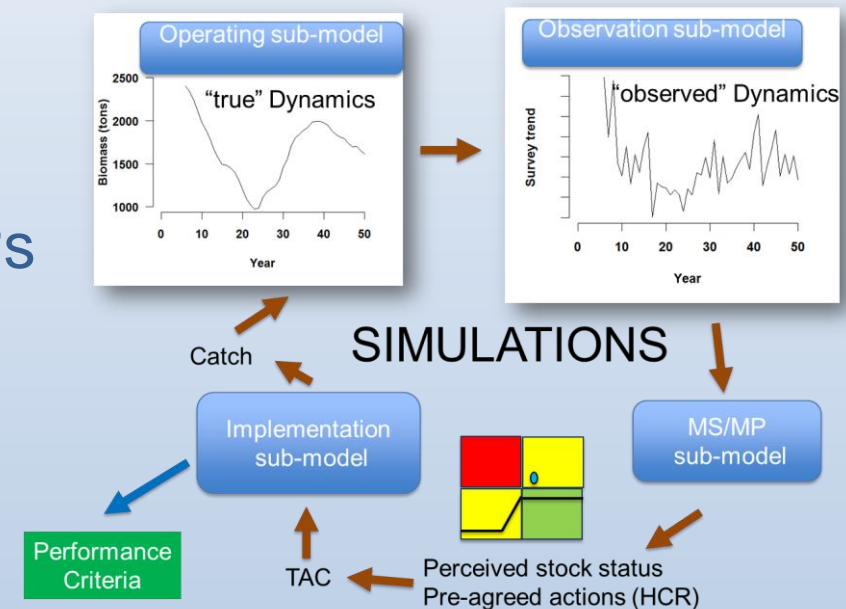 Operating sub-model
"true" Dynamics
2500
2000
1500
1000
Biomass (tons)
0 10 20 30 40 50
Year
Observation sub-model
"observed" Dynamics
Survey trend
0 10 20 30 40 50
Year
SIMULATIONS
Catch
Implementation
sub-model
MS/MP
sub-model
Performance
Criteria
TAC
Perceived stock status
Pre-agreed actions (HCR)